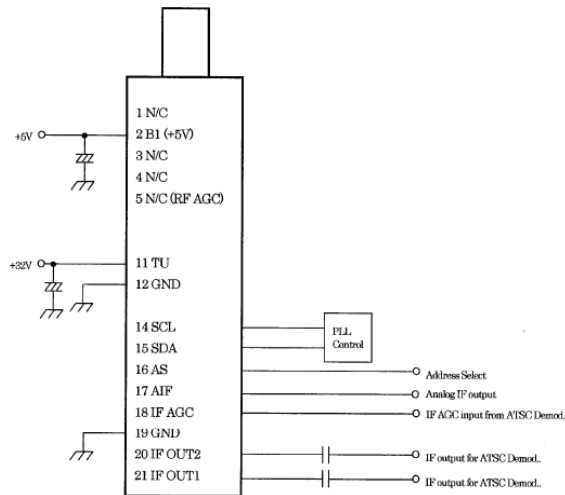 1 N/C
+5V
2 B1 (+5V)
3 N/C
4 N/C
5 N/C (RF AGC)
+32V
11 TU
12 GND
14 SCL
15 SDA
PLL
Control
16 AS
Address Select
17 AIF
Analog IF output
18 IF AGC
IF AGC input from ATSC Demod.
19 GND
20 IF OUT2
IF output for ATSC Demod..
21 IF OUT1
IF output for ATSC Demod..